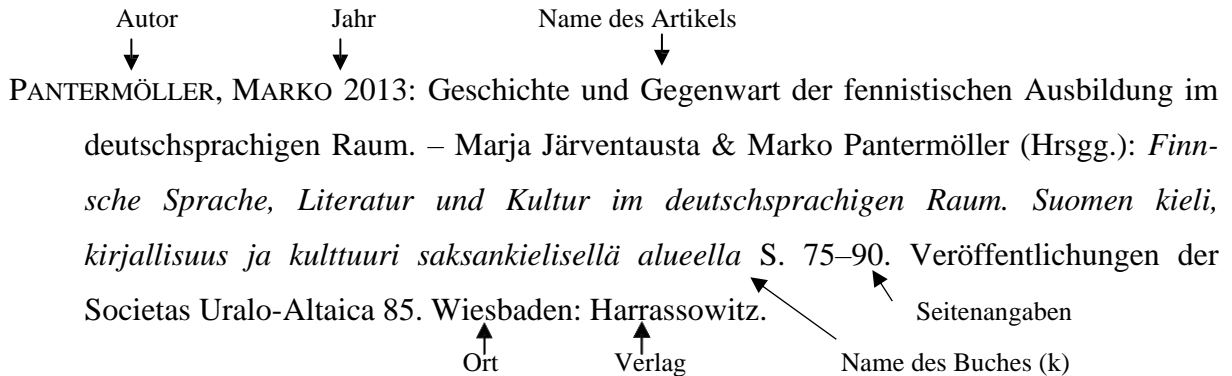 Autor Jahr Name des Artikels
PANTERMÖLLER, MARKO 2013: Geschichte und Gegenwart der fennistischen Ausbildung im
deutschsprachigen Raum. – Marja Järventausta & Marko Pantermöller (Hrsgg.): Finn-
sche Sprache, Literatur und Kultur im deutschsprachigen Raum. Suomen kieli,
kirjallisuus ja kulttuuri saksankielisellä alueella S. 75–90. Veröffentlichungen der
Societas Uralo-Altaica 85. Wiesbaden: Harrassowitz. Seitenangaben
Ort Verlag Name des Buches (k)